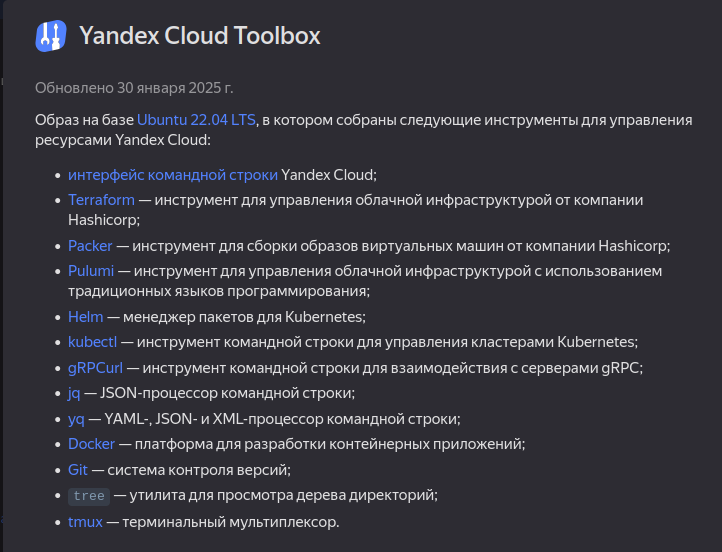 Yandex Cloud Toolbox
Обновлено 30 января 2025 г.
Образ на базе Ubuntu 22.04 LTS, в котором собраны следующие инструменты для управления
ресурсами Yandex Cloud:
• интерфейс командной строки Yandex Cloud;
• Terraform — инструмент для управления облачной инфраструктурой от компании
Hashicorp;
• Packer — инструмент для сборки образов виртуальных машин от компании Hashicorp;
• Pulumi — инструмент для управления облачной инфраструктурой с использованием
традиционных языков программирования;
• Helm — менеджер пакетов для Kubernetes;
• kubectl — инструмент командной строки для управления кластерами Kubernetes;
• gRPCurl — инструмент командной строки для взаимодействия с серверами gRPC;
• jq — JSON-процессор командной строки;
• yq — YAML-, JSON- и XML-процессор командной строки;
• Docker — платформа для разработки контейнерных приложений;
• Git — система контроля версий;
• tree — утилита для просмотра дерева директорий;
• tmux — терминальный мультиплексор.